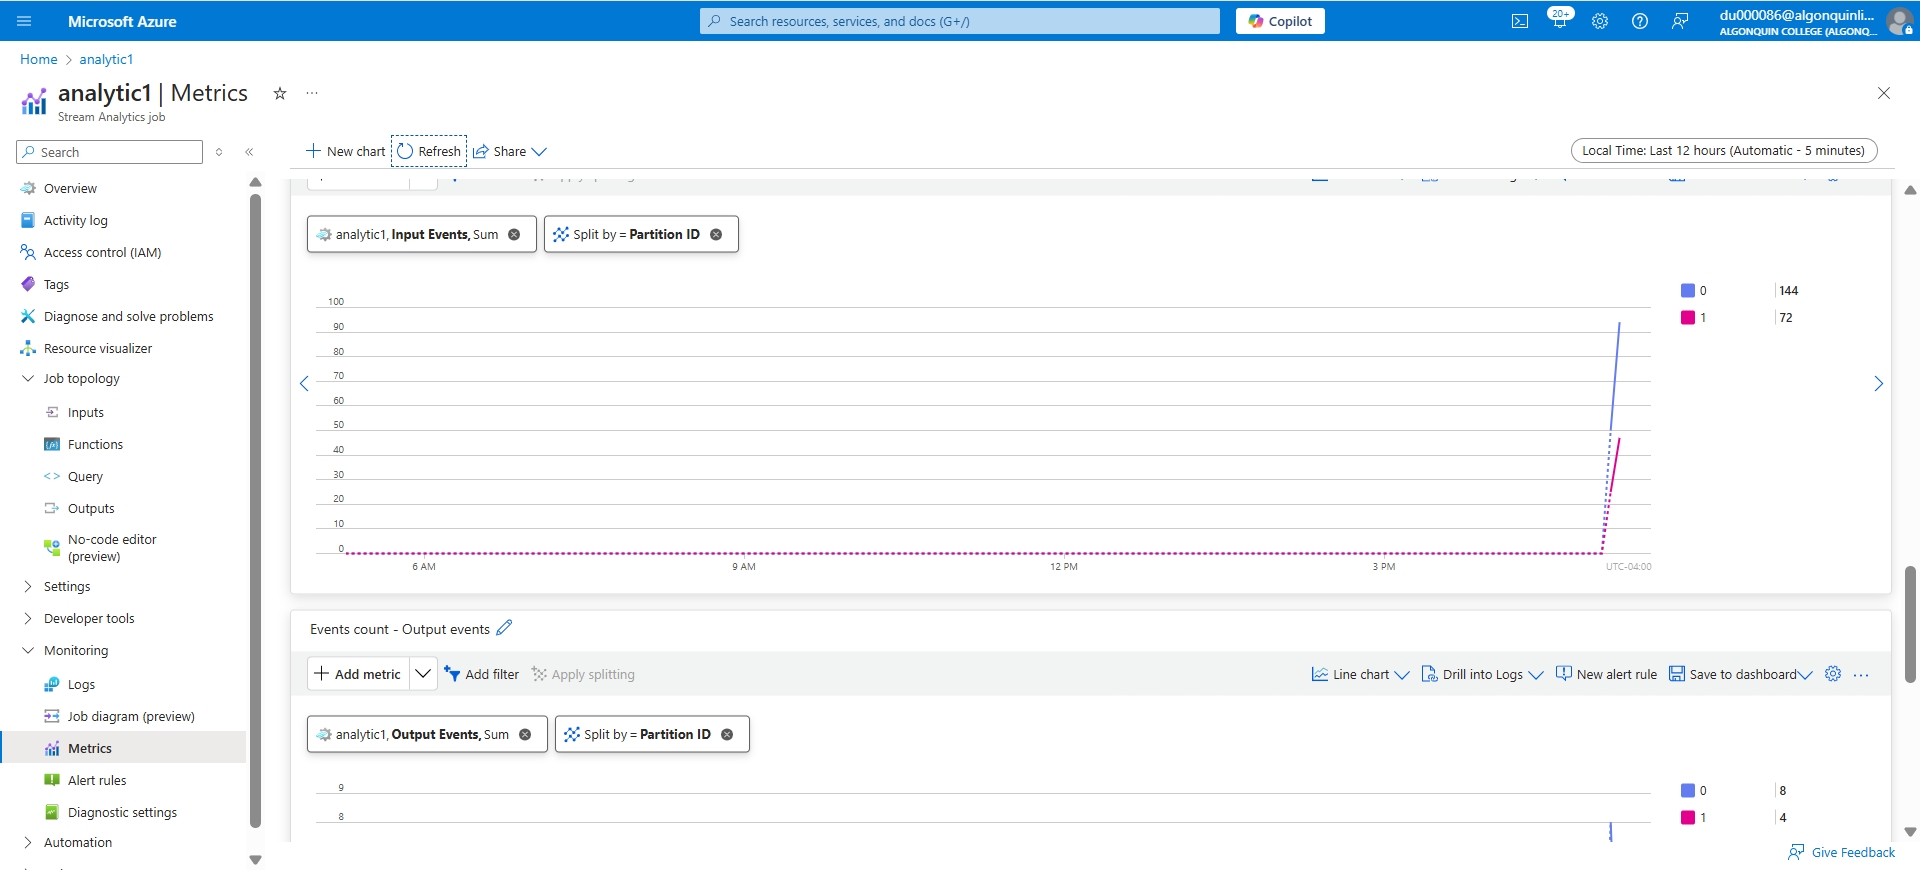 Microsoft Azure
Search resources, services, and docs (G+/)
Copilot
20+
du000086@algonquinli...
ALGONQUIN COLLEGE (ALGONQ...
Home > analytic1
analytic1 | Metrics
Stream Analytics job
Search
New chart
Refresh
Share
Local Time: Last 12 hours (Automatic - 5 minutes)
Overview
Activity log
Access control (IAM)
Tags
Diagnose and solve problems
Resource visualizer
Job topology
Inputs
Functions
Query
Outputs
No-code editor
(preview)
Settings
Developer tools
Monitoring
Logs
Job diagram (preview)
Metrics
Alert rules
Diagnostic settings
Automation
analytic1, Input Events, Sum
Split by = Partition ID
100
90
80
70
60
50
40
30
20
10
0
6 AM
9 AM
12 PM
3 PM
UTC-04:00
0 144
1 72
Events count - Output events
Add metric
Add filter
Apply splitting
Line chart
Drill into Logs
New alert rule
Save to dashboard
analytic1, Output Events, Sum
Split by = Partition ID
9
8
0 8
1 4
Give Feedback